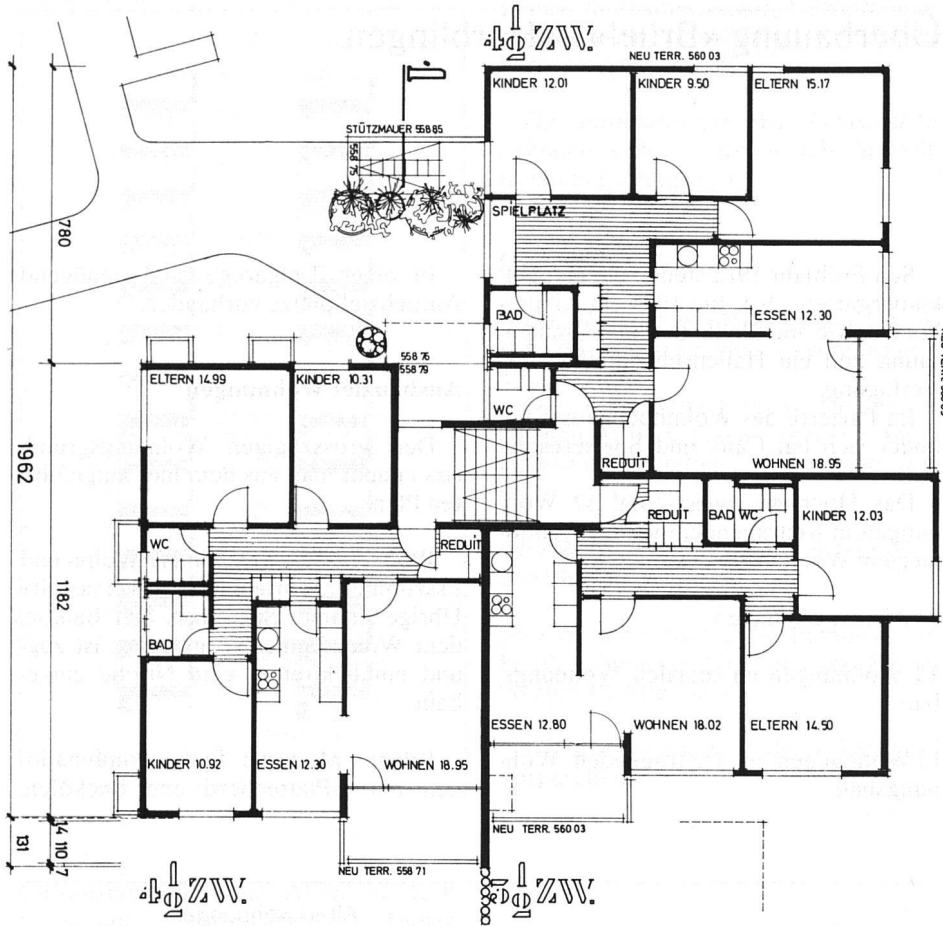 4½ ZW.
NEU TERR. 560 03
KINDER 12.01
KINDER 9.50
ELTERN 15.17
STÜTZMAUER 558 85
558 75
SPIELPLATZ
780
BAD
ESSEN 12.30
558 76
558 79
ELTERN 14.99
KINDER 10.31
WC
REDUIT
WOHNEN 18.95
1962
REDUIT
BAD
WC
KINDER 12.03
WC
REDUIT
1182
BAD
KINDER 10.92
ESSEN 12.30
WOHNEN 18.95
ESSEN 12.80
WOHNEN 18.02
ELTERN 14.50
NEU TERR. 560 03
14
110
7
131
NEU TERR. 558 71
4½ ZW.
4½ ZW.